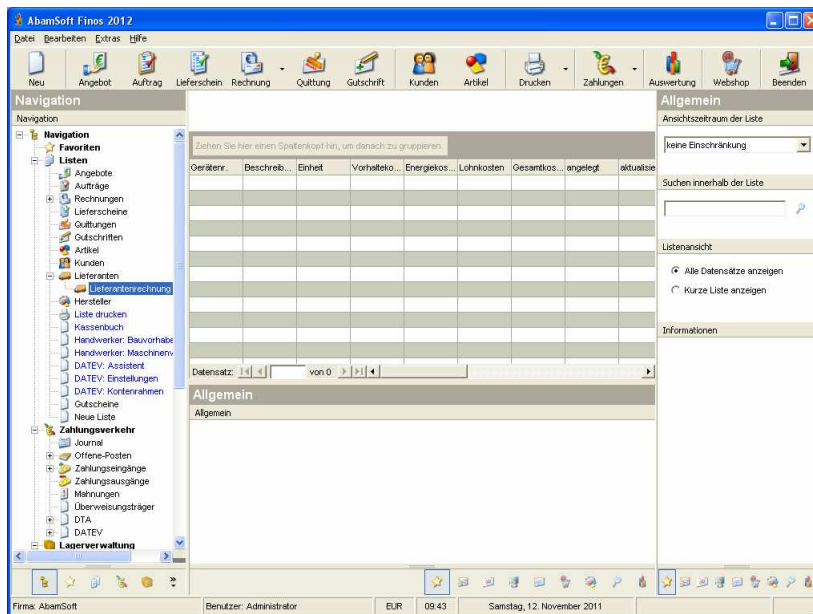 AbamSoft Finos 2012
Datei Bearbeiten Extras Hilfe
Neu Angebot Auftrag Lieferschein Rechnung Quittung Gutschrift Kunden Artikel Drucken Zahlungen Auswertung Webshop Beenden
Navigation
Navigation
Navigation
Favoriten
Listen
Angebote
Aufträge
Rechnungen
Lieferscheine
Quittungen
Gutschriften
Artikel
Kunden
Lieferanten
Lieferantenrechnung
Hersteller
Liste drucken
Kassenbuch
Handwerker: Bauvorhabe
Handwerker: Maschinenv
DATEV: Assistent
DATEV: Einstellungen
DATEV: Kontenrahmen
Gutscheine
Neue Liste
Zahlungsverkehr
Journal
Offene-Posten
Zahlungseingänge
Zahlungsausgänge
Mahnungen
Überweisungsträger
DTA
DATEV
Lagerverwaltung
Ziehen Sie hier einen Spaltenkopf hin, um danach zu gruppieren.
Gerätenr. Beschreib... Einheit Vorhalteko... Energiekos... Lohnkosten Gesamtkos... angelegt aktualisie
Datensatz: von 0
Allgemein
Allgemein
Allgemein
Ansichtszeitraum der Liste
keine Einschränkung
Suchen innerhalb der Liste
Listenansicht
Alle Datensätze anzeigen
Kurze Liste anzeigen
Informationen
Firma: AbamSoft Benutzer: Administrator EUR 09:43 Samstag, 12. November 2011